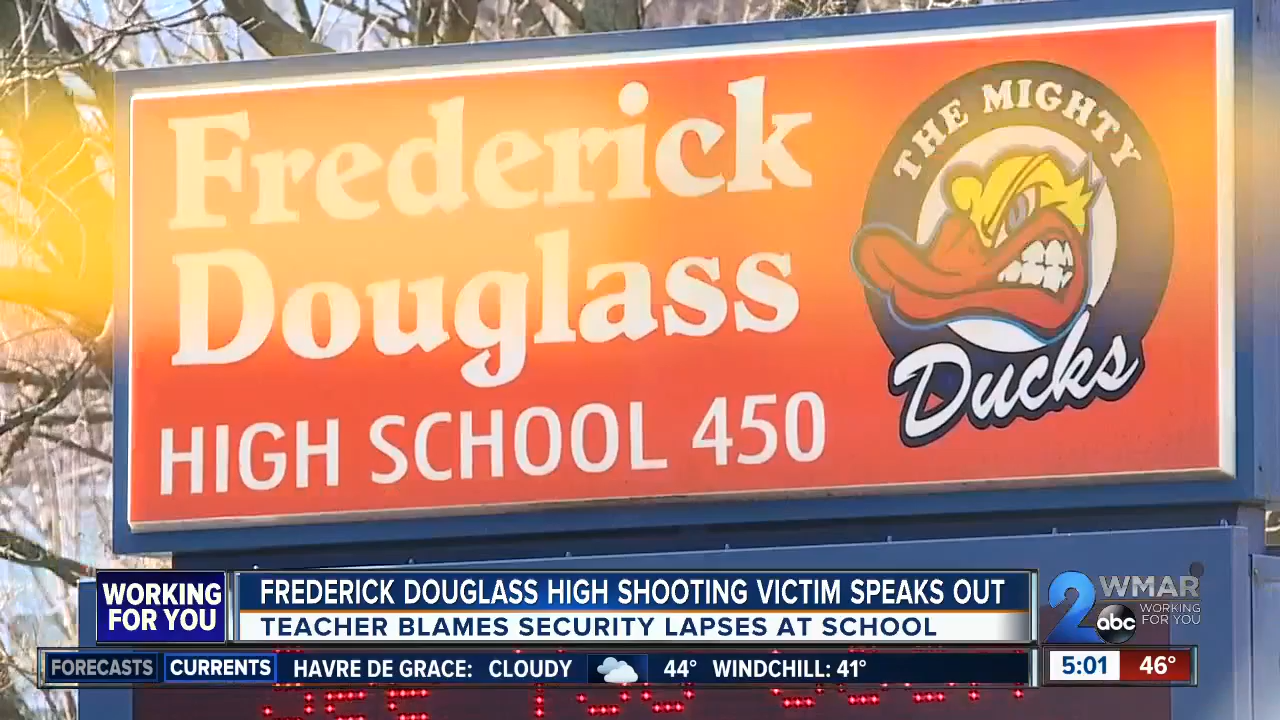 Frederick
Douglass
HIGH SCHOOL 450
THE MIGHTY
Ducks
WORKING
FOR YOU
FREDERICK DOUGLASS HIGH SHOOTING VICTIM SPEAKS OUT
TEACHER BLAMES SECURITY LAPSES AT SCHOOL
2 WMAR
abc
WORKING
FOR YOU
FORECASTS CURRENTS HAVRE DE GRACE: CLOUDY 44° WINDCHILL: 41°
5:01 46°